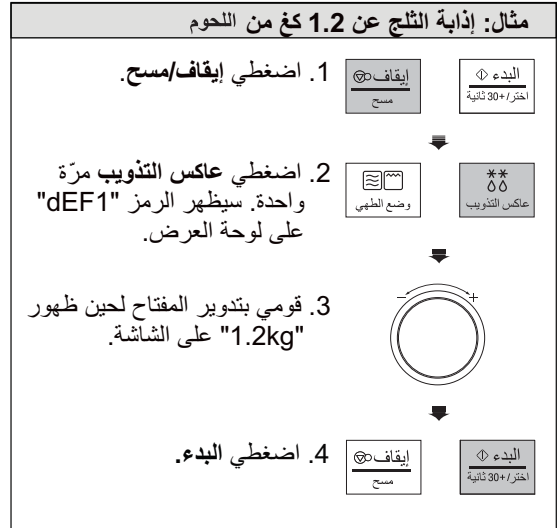 مثال: إذابة الثلج عن 1.2 كغ من اللحوم
1. اضغطي إيقاف/مسح.
البدء
اختر/+30 ثانية
إيقاف
مسح
2. اضغطي عاكس التذويب مرّة
واحدة. سيظهر الرمز "dEF1"
على لوحة العرض.
عاكس التذويب
وضع الطهي
3. قومي بتدوير المفتاح لحين ظهور
"1.2kg" على الشاشة.
- +
4. اضغطي البدء.
البدء
اختر/+30 ثانية
إيقاف
مسح